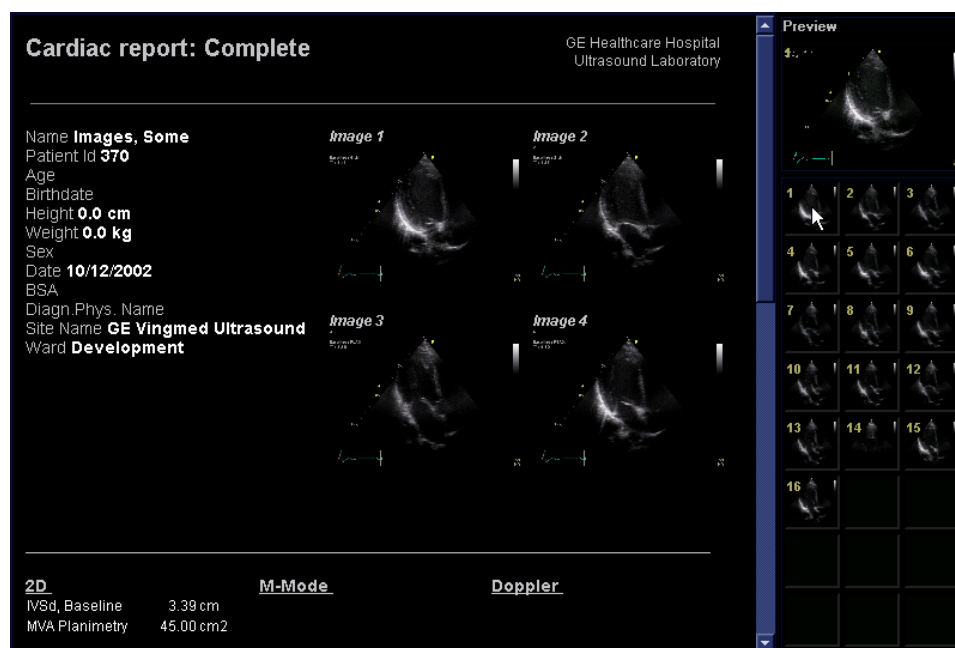 Cardiac report: Complete
GE Healthcare Hospital
Ultrasound Laboratory
Name Images, Some
Patient Id 370
Age
Birthdate
Height 0.0 cm
Weight 0.0 kg
Sex
Date 10/12/2002
BSA
Diagn.Phys. Name
Site Name GE Vingmed Ultrasound
Ward Development
Image 1
Image 2
Image 3
Image 4
2D
M-Mode
Doppler
IVSd, Baseline 3.39 cm
MVA Planimetry 45.00 cm2
Preview
1
2
3
4
5
6
7
8
9
10
11
12
13
14
15
16